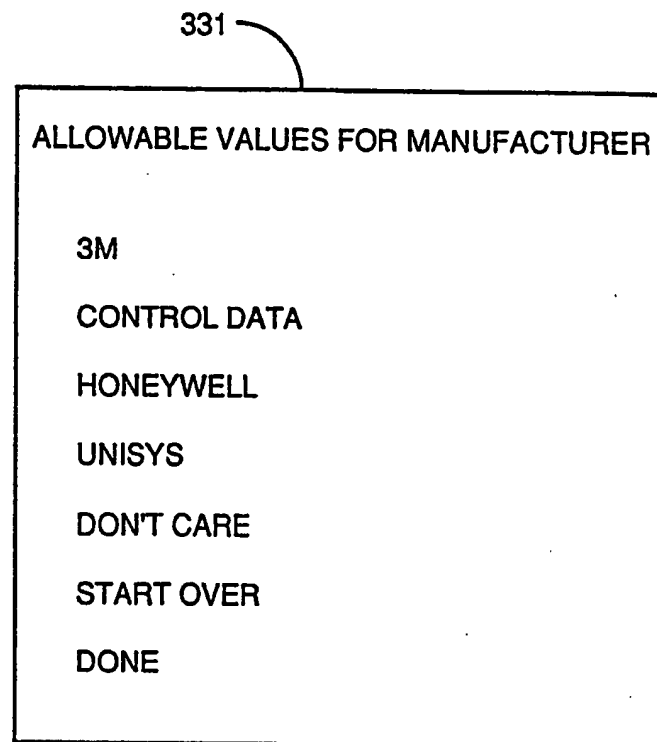 331
ALLOWABLE VALUES FOR MANUFACTURER
3M
CONTROL DATA
HONEYWELL
UNISYS
DON'T CARE
START OVER
DONE